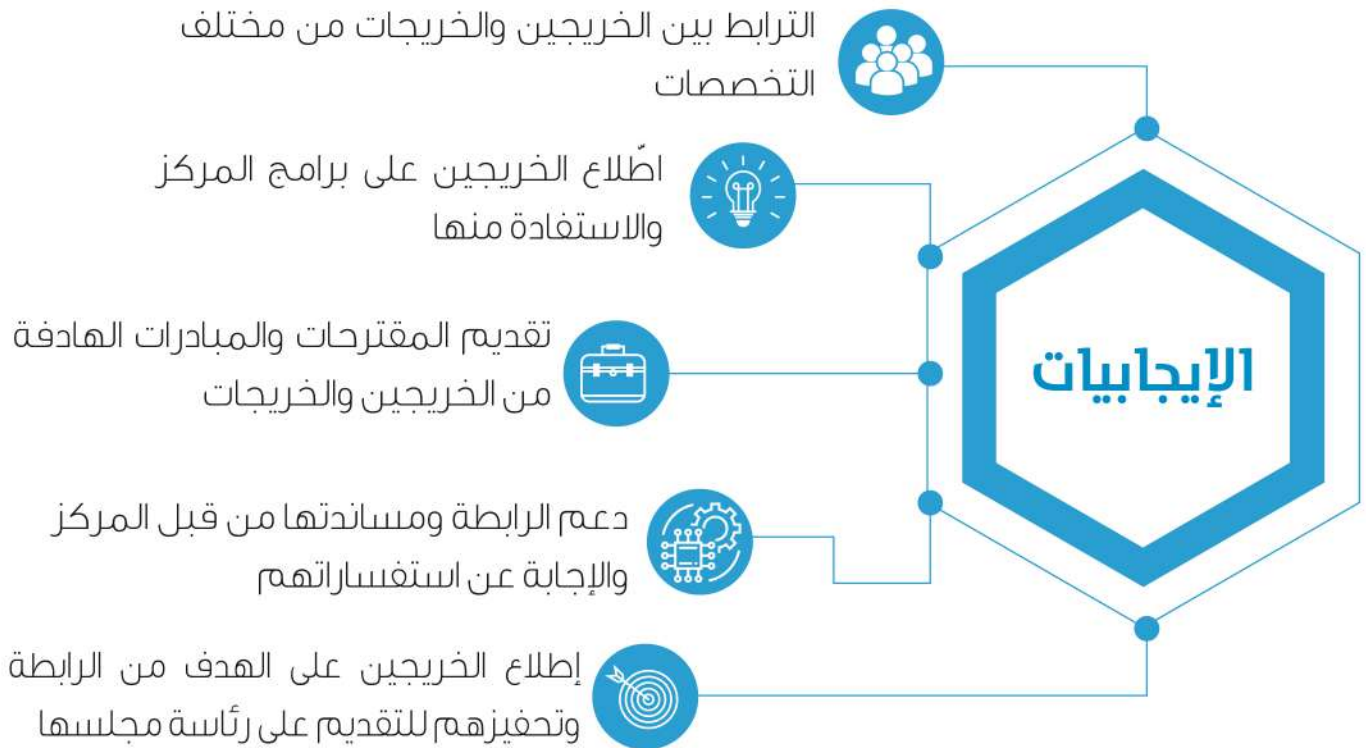 الإيجابيات
الترابط بين الخريجين والخريجات من مختلف
التخصصات
اطّلاع الخريجين على برامج المركز
والاستفادة منها
تقديم المقترحات والمبادرات الهادفة
من الخريجين والخريجات
دعم الرابطة ومساندتها من قبل المركز
والإجابة عن استفساراتهم
إطلاع الخريجين على الهدف من الرابطة
وتحفيزهم للتقديم على رئاسة مجلسها